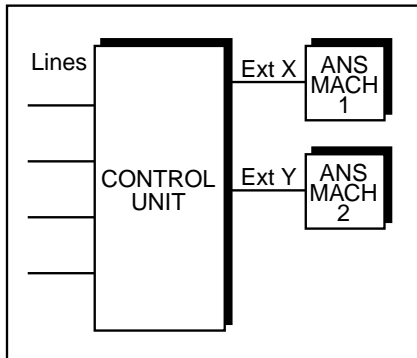 Lines
CONTROL
UNIT
Ext X
ANS
MACH
1
Ext Y
ANS
MACH
2